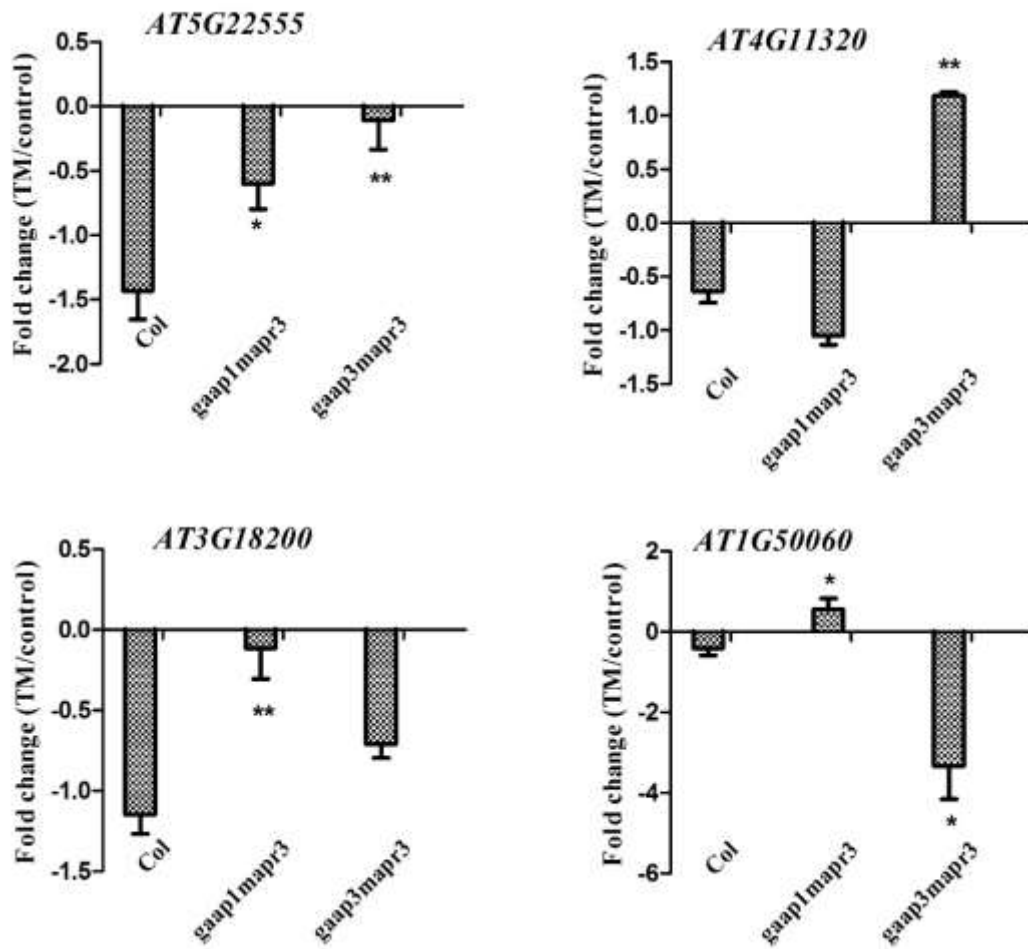 AT5G22555
Fold change (TM/control)
0.5
0.0
-0.5
-1.0
-1.5
-2.0
*
**
Col
gaap1mapr3
gaap3mapr3
AT4G11320
Fold change (TM/control)
1.5
1.0
0.5
0.0
-0.5
-1.0
-1.5
**
Col
gaap1mapr3
gaap3mapr3
AT3G18200
Fold change (TM/control)
0.5
0.0
-0.5
-1.0
-1.5
**
Col
gaap1mapr3
gaap3mapr3
AT1G50060
Fold change (TM/control)
2
0
-2
-4
-6
*
*
Col
gaap1mapr3
gaap3mapr3